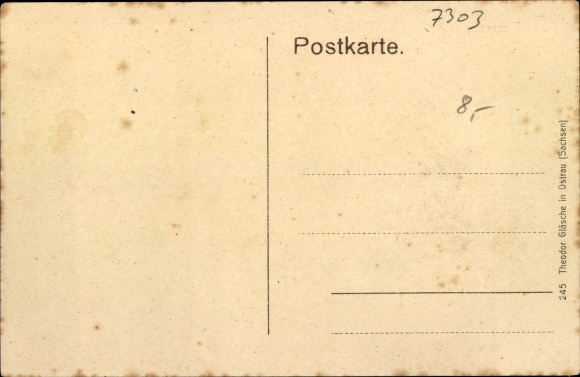 7303
Postkarte.
8,-
245 Theodor Gläsche in Ostrau (Sachsen)